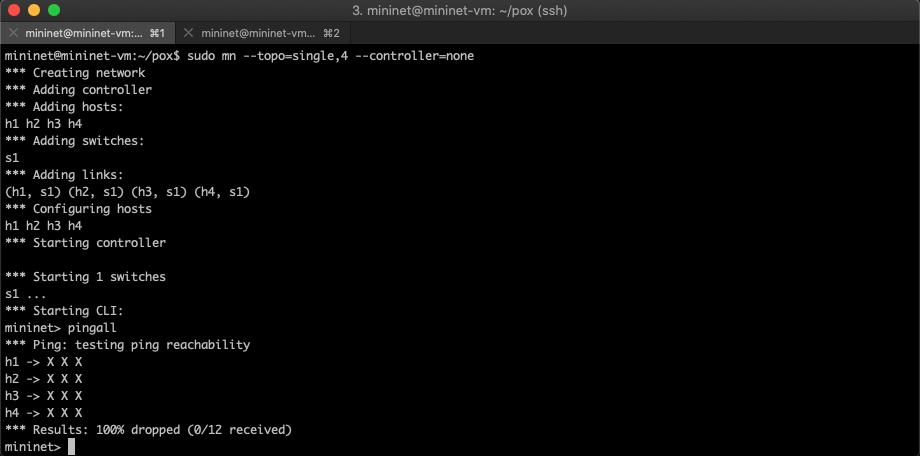 3. mininet@mininet-vm: ~/pox (ssh)
mininet@mininet-vm:... ⌘1 mininet@mininet-vm:~... ⌘2
mininet@mininet-vm:~/pox$ sudo mn --topo=single,4 --controller=none
*** Creating network
*** Adding controller
*** Adding hosts:
h1 h2 h3 h4
*** Adding switches:
s1
*** Adding links:
(h1, s1) (h2, s1) (h3, s1) (h4, s1)
*** Configuring hosts
h1 h2 h3 h4
*** Starting controller

*** Starting 1 switches
s1 ...
*** Starting CLI:
mininet> pingall
*** Ping: testing ping reachability
h1 -> X X X
h2 -> X X X
h3 -> X X X
h4 -> X X X
*** Results: 100% dropped (0/12 received)
mininet>